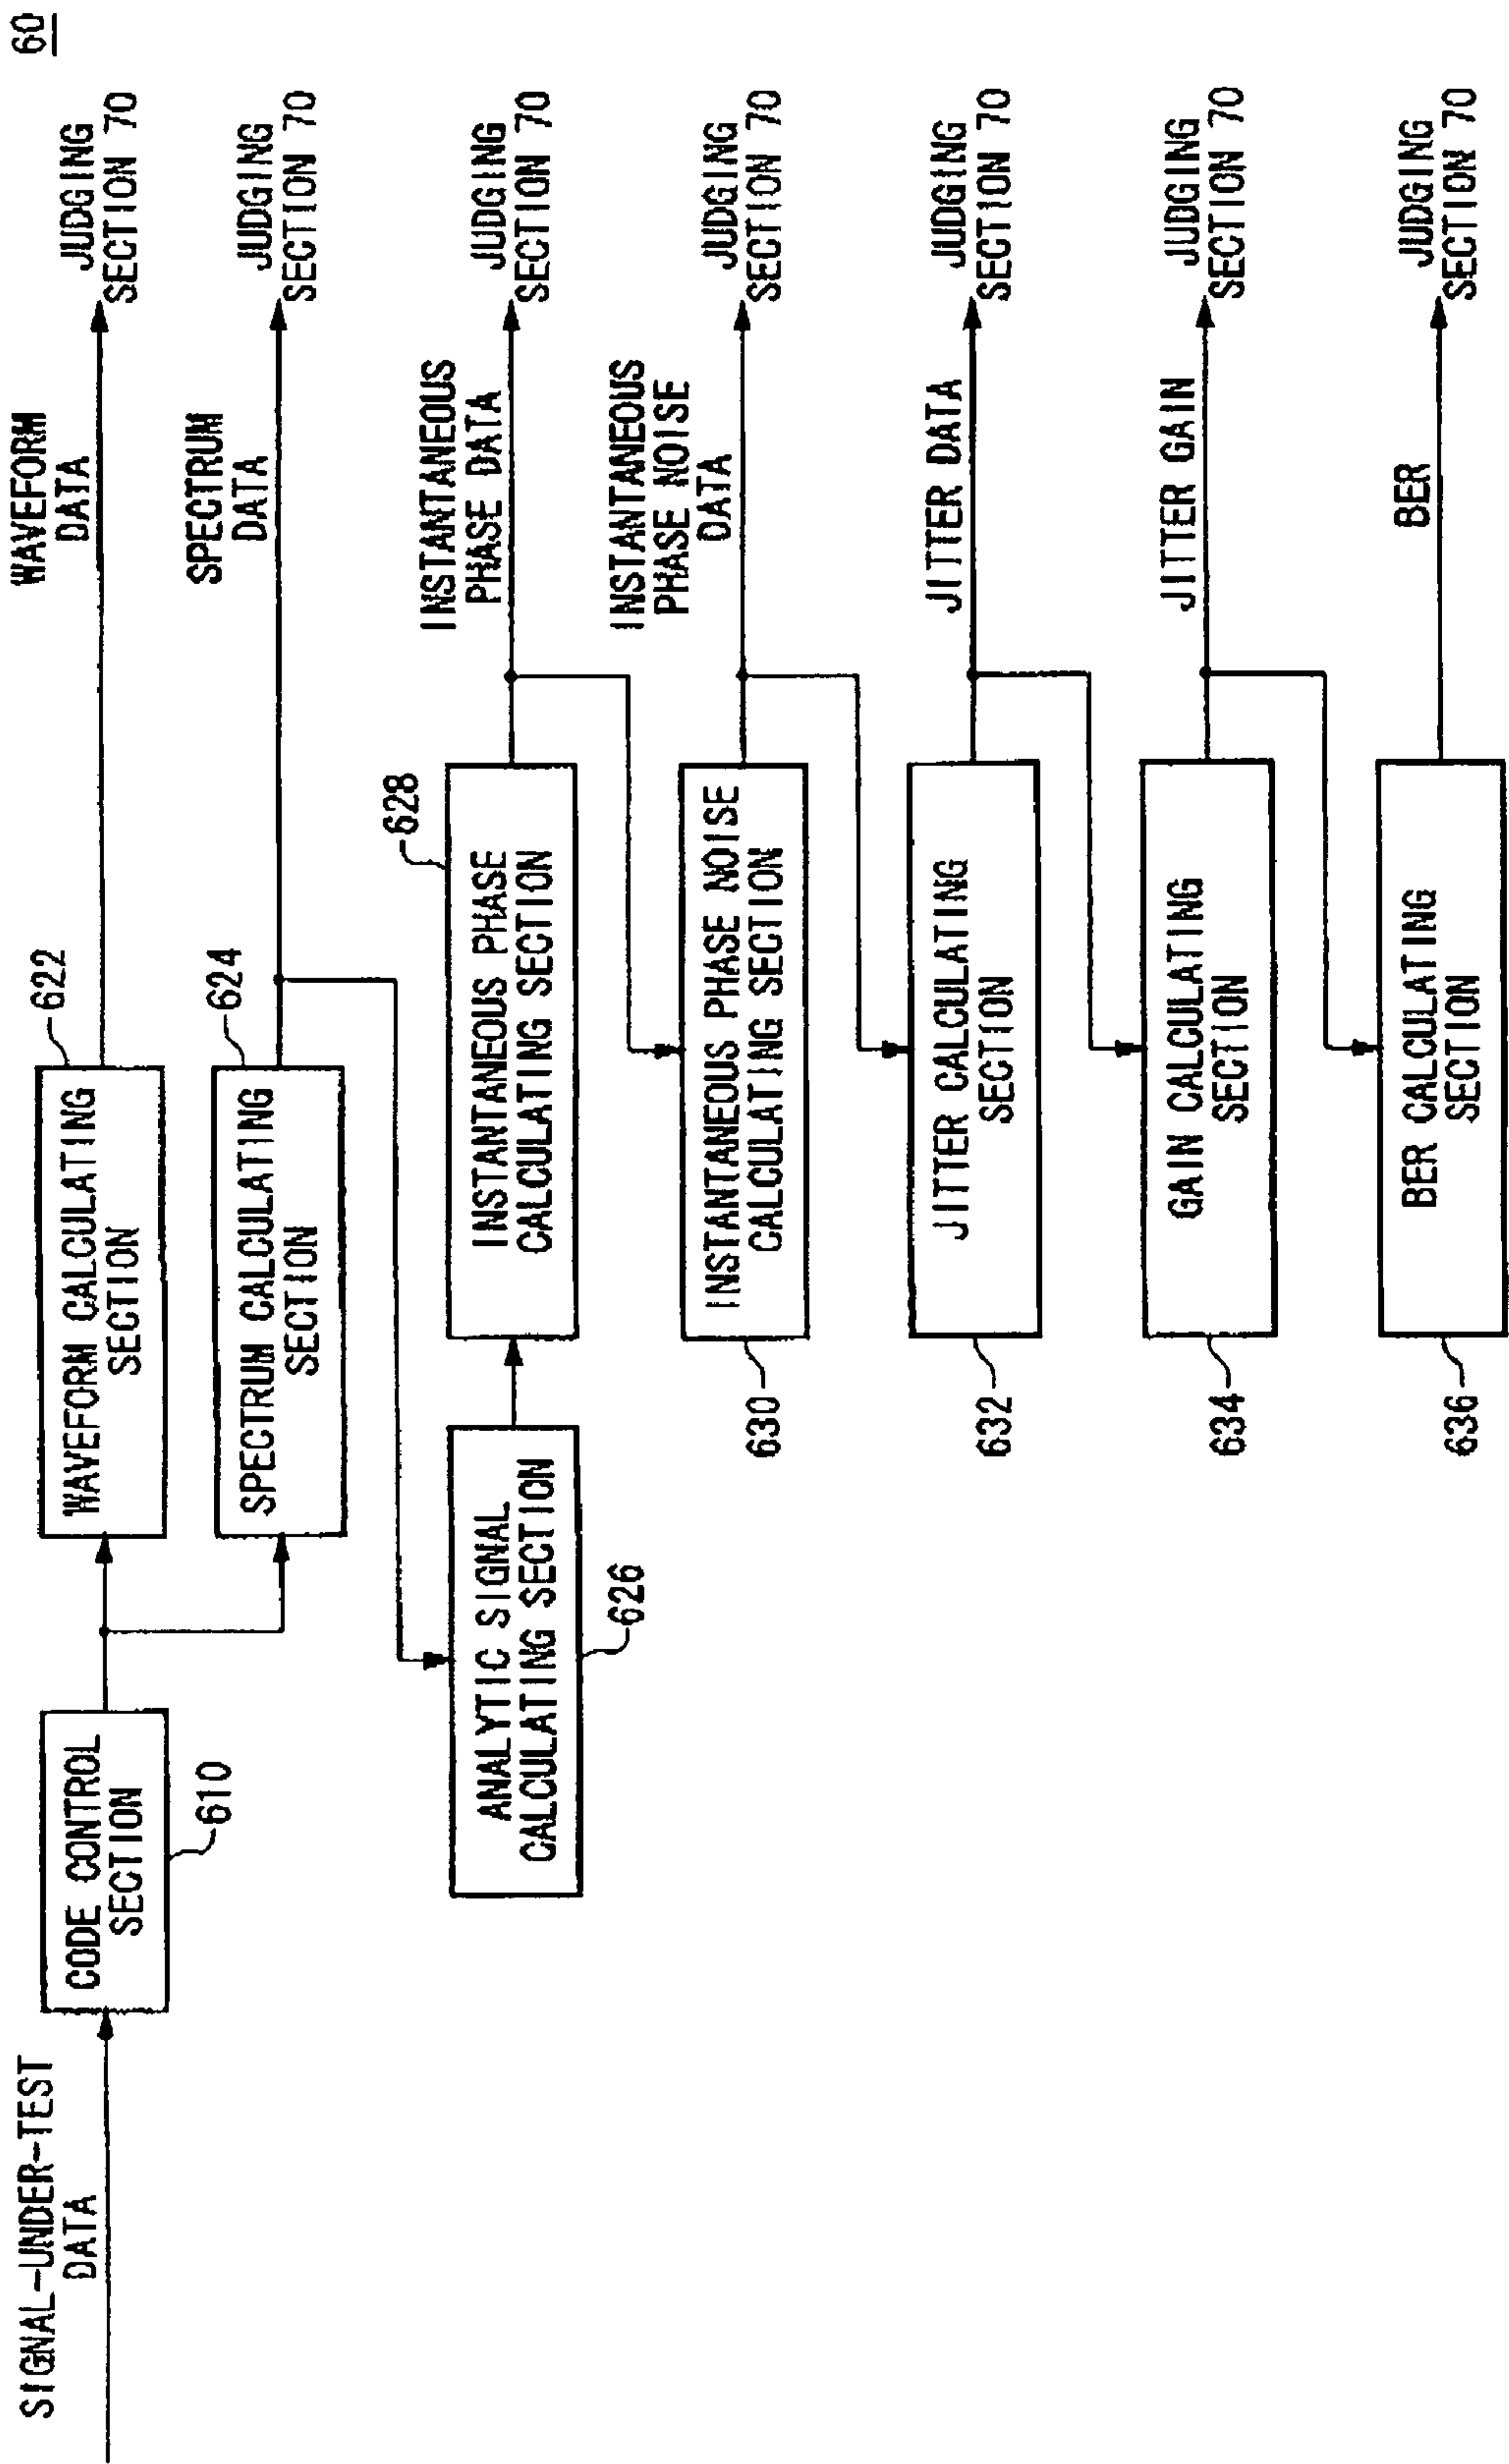 60
SIGNAL-UNDER-TEST
DATA
CODE CONTROL
SECTION
610
WAVEFORM CALCULATING
SECTION
622
WAVEFORM
DATA
JUDGING
SECTION 70
SPECTRUM CALCULATING
SECTION
624
SPECTRUM
DATA
JUDGING
SECTION 70
ANALYTIC SIGNAL
CALCULATING SECTION
626
INSTANTANEOUS PHASE
CALCULATING SECTION
628
INSTANTANEOUS
PHASE DATA
JUDGING
SECTION 70
INSTANTANEOUS PHASE NOISE
CALCULATING SECTION
630
INSTANTANEOUS
PHASE NOISE
DATA
JUDGING
SECTION 70
JITTER CALCULATING
SECTION
632
JITTER DATA
JUDGING
SECTION 70
GAIN CALCULATING
SECTION
634
JITTER GAIN
JUDGING
SECTION 70
BER CALCULATING
SECTION
636
BER
JUDGING
SECTION 70